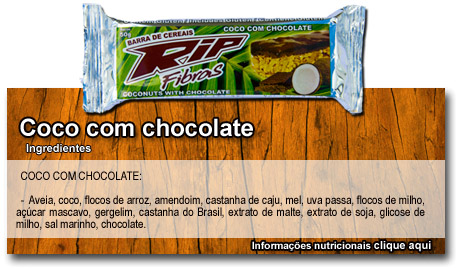 COCO COM CHOCOLATE
50g
BARRA DE CEREAIS
RiP
Fibras
COCONUTS WITH CHOCOLATE
Coco com chocolate
Ingredientes
COCO COM CHOCOLATE:
- Aveia, coco, flocos de arroz, amendoim, castanha de caju, mel, uva passa, flocos de milho,
açúcar mascavo, gergelim, castanha do Brasil, extrato de malte, extrato de soja, glicose de
milho, sal marinho, chocolate.
Informações nutricionais clique aqui